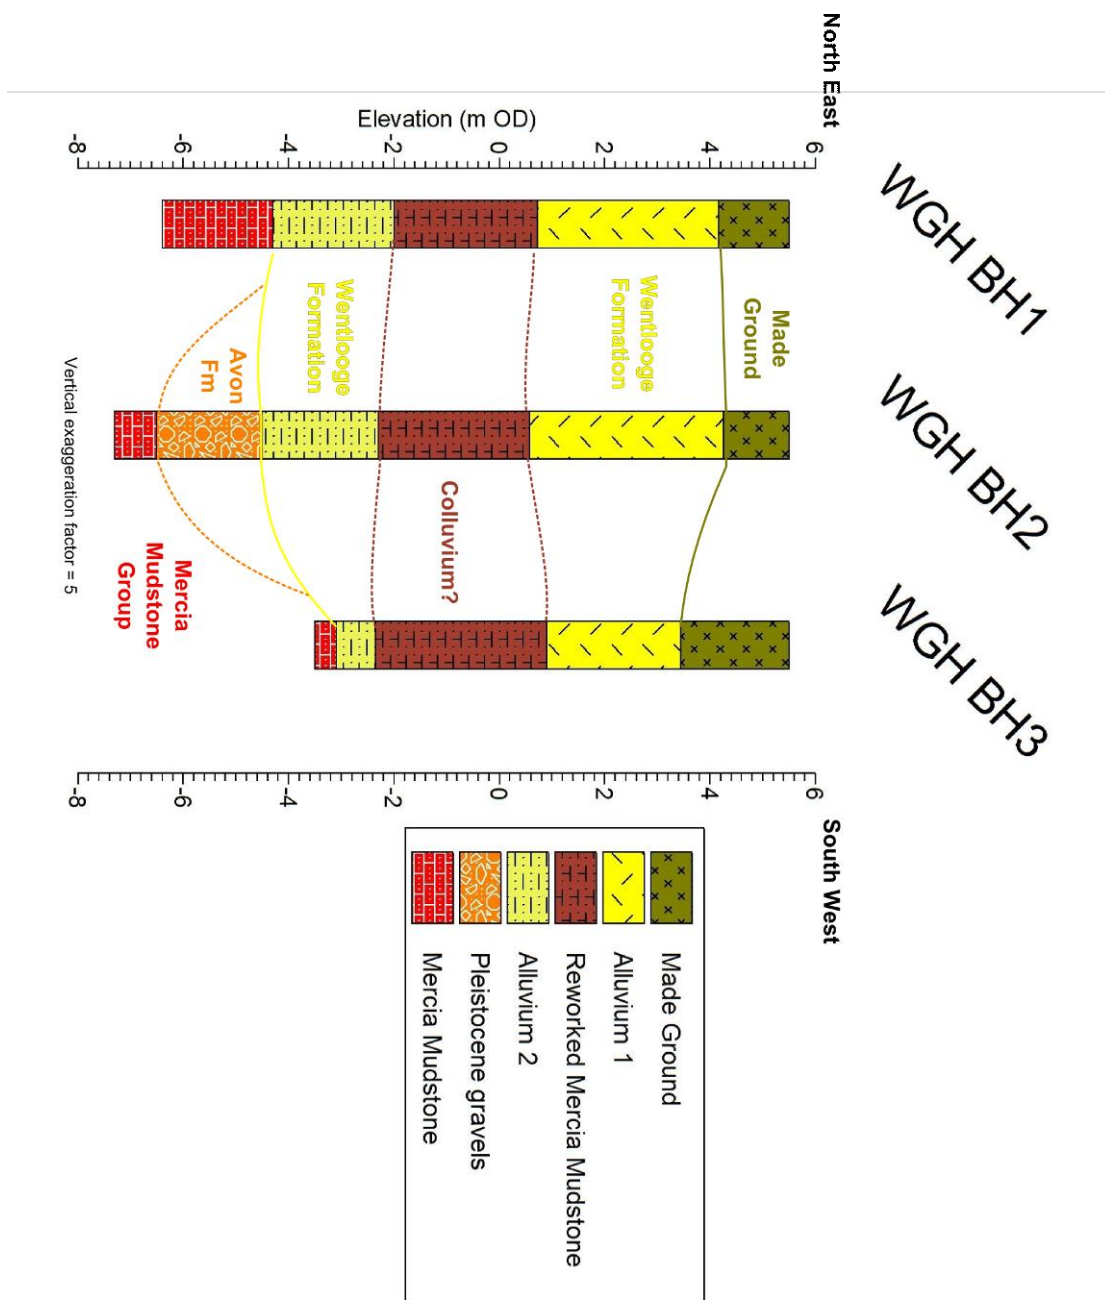 North East
South West
WGH BH1
WGH BH2
WGH BH3
Elevation (m OD)
6
4
2
0
-2
-4
-6
-8
6
4
2
0
-2
-4
-6
-8
Made
Ground
Wentlooge
Formation
Colluvium?
Wentlooge
Formation
Avon
Fm
Mercia
Mudstone
Group
Vertical exaggeration factor = 5
Made Ground
Alluvium 1
Reworked Mercia Mudstone
Alluvium 2
Pleistocene gravels
Mercia Mudstone